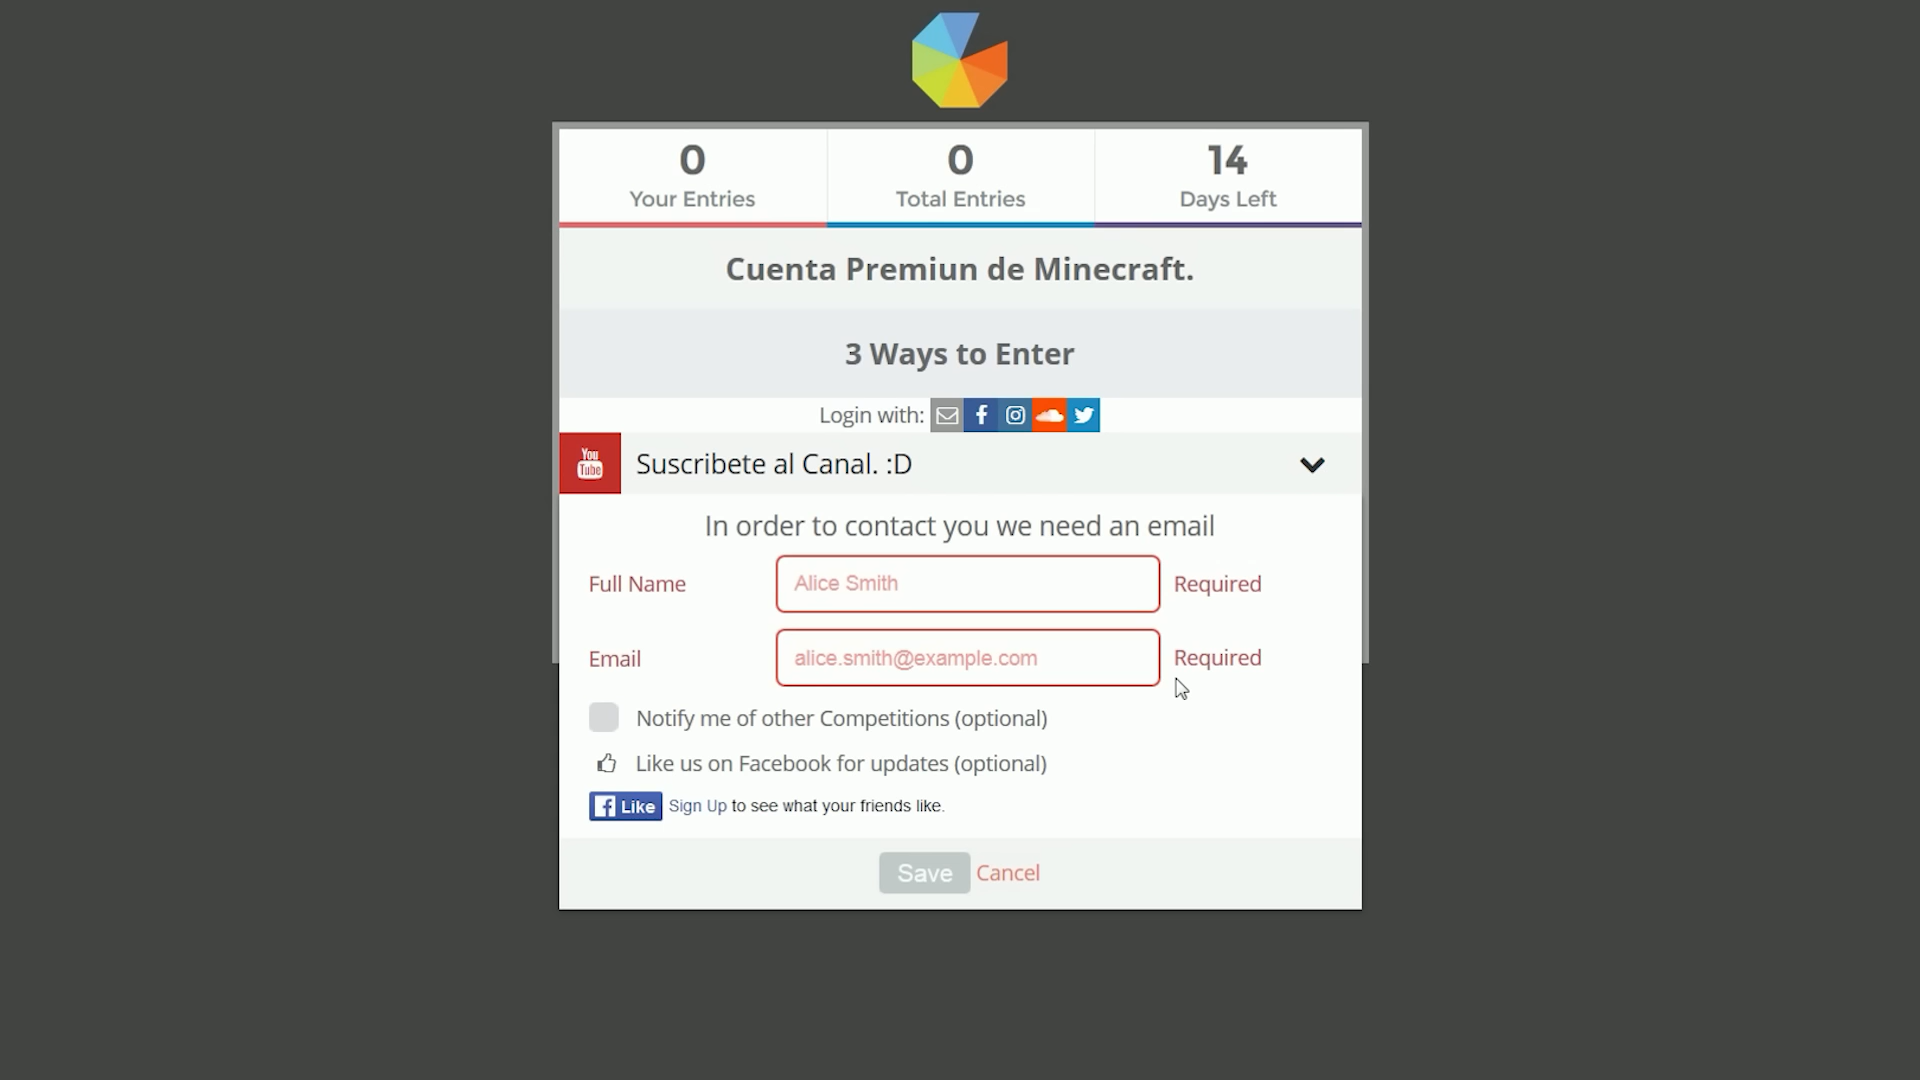 0 0 14
Your Entries Total Entries Days Left
Cuenta Premiun de Minecraft.
3 Ways to Enter
Login with:
You Tube Suscribete al Canal. :D
In order to contact you we need an email
Full Name Alice Smith Required
Email alice.smith@example.com Required
Notify me of other Competitions (optional)
Like us on Facebook for updates (optional)
Like Sign Up to see what your friends like.
Save Cancel